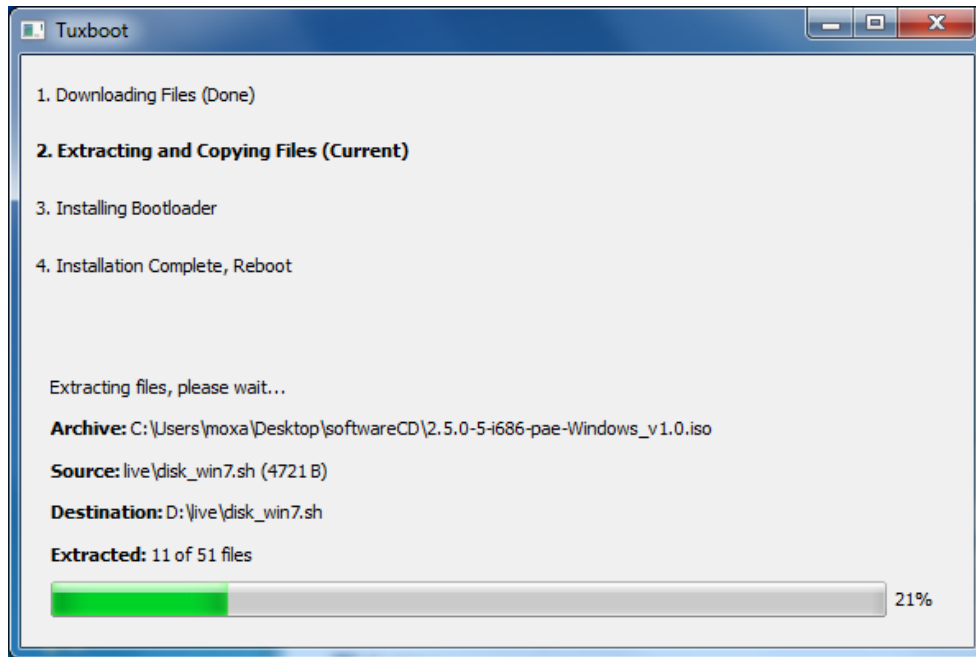 Tuxboot
1. Downloading Files (Done)
2. Extracting and Copying Files (Current)
3. Installing Bootloader
4. Installation Complete, Reboot
Extracting files, please wait...
Archive: C:\Users\moxa\Desktop\softwareCD\2.5.0-5-i686-pae-Windows_v1.0.iso
Source: live\disk_win7.sh (4721 B)
Destination: D:\live\disk_win7.sh
Extracted: 11 of 51 files
21%